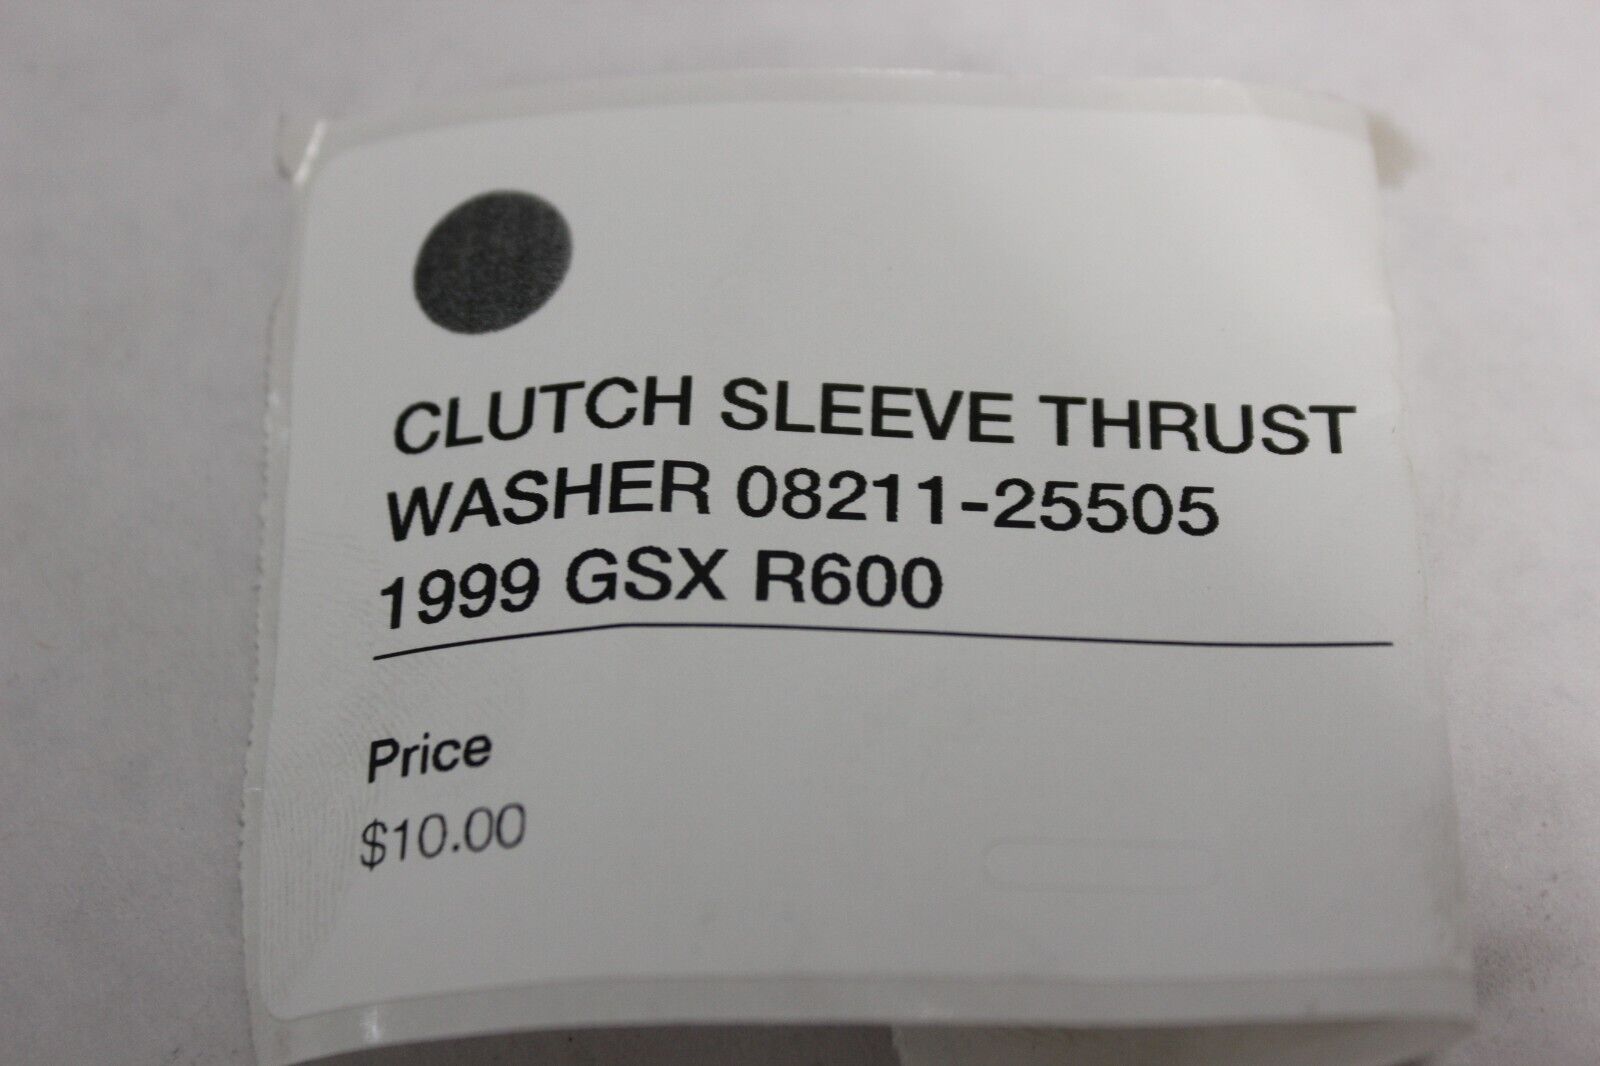 CLUTCH SLEEVE THRUST
WASHER 08211-25505
1999 GSX R600
Price
$10.00